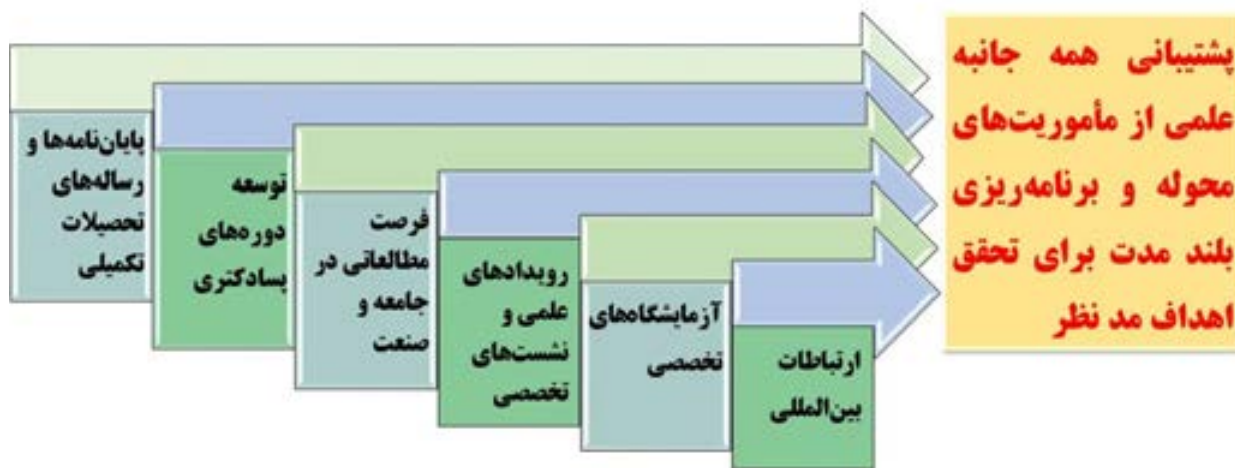 پشتیبانی همه جانبه
علمی از مأموریت‌های
محوله و برنامه‌ریزی
بلند مدت برای تحقق
اهداف مد نظر
پایان‌نامه‌ها و
رساله‌های
تحصیلات
تکمیلی
توسعه
دوره‌های
پسادکتری
فرصت
مطالعاتی در
جامعه و
صنعت
رویدادهای
علمی و
نشست‌های
تخصصی
آزمایشگاه‌های
تخصصی
ارتباطات
بین‌المللی